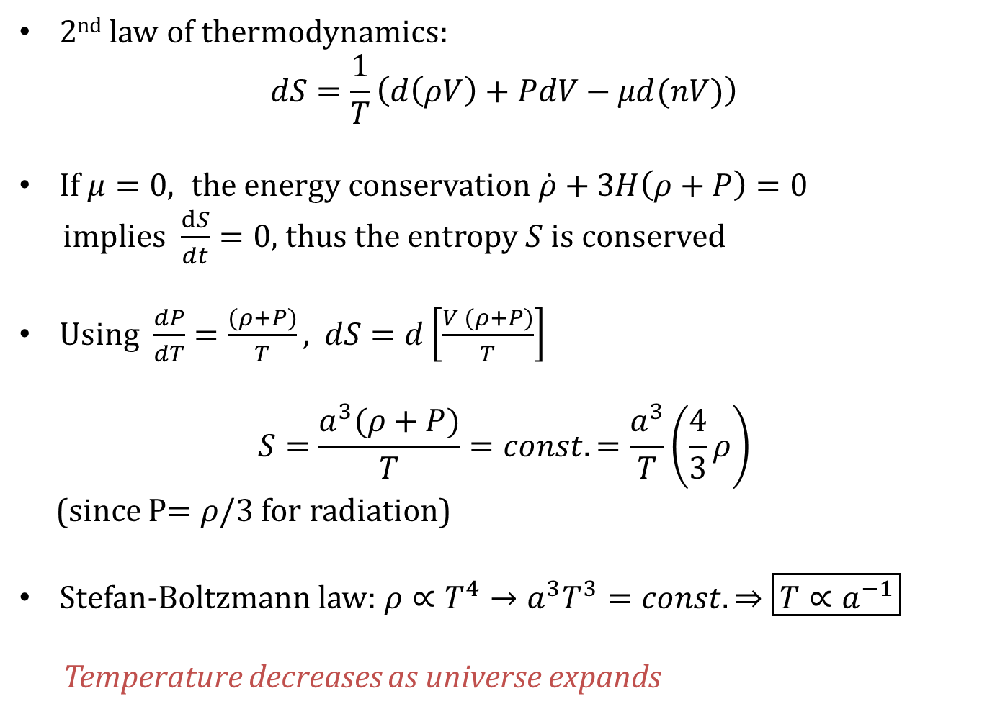 • 2ⁿᵈ law of thermodynamics:
$dS = \frac{1}{T}(d(\rho V) + PdV - \mu d(nV))$
• If $\mu = 0$, the energy conservation $\dot{\rho} + 3H(\rho + P) = 0$
implies $\frac{\mathrm{d}S}{dt} = 0$, thus the entropy $S$ is conserved
• Using $\frac{dP}{dT} = \frac{(\rho+P)}{T}$, $dS = d\left[\frac{V(\rho+P)}{T}\right]$
$S = \frac{a^3(\rho + P)}{T} = const. = \frac{a^3}{T}\left(\frac{4}{3}\rho\right)$
(since P= $\rho/3$ for radiation)
• Stefan-Boltzmann law: $\rho \propto T^4 \rightarrow a^3T^3 = const. \Rightarrow \boxed{T \propto a^{-1}}$
Temperature decreases as universe expands